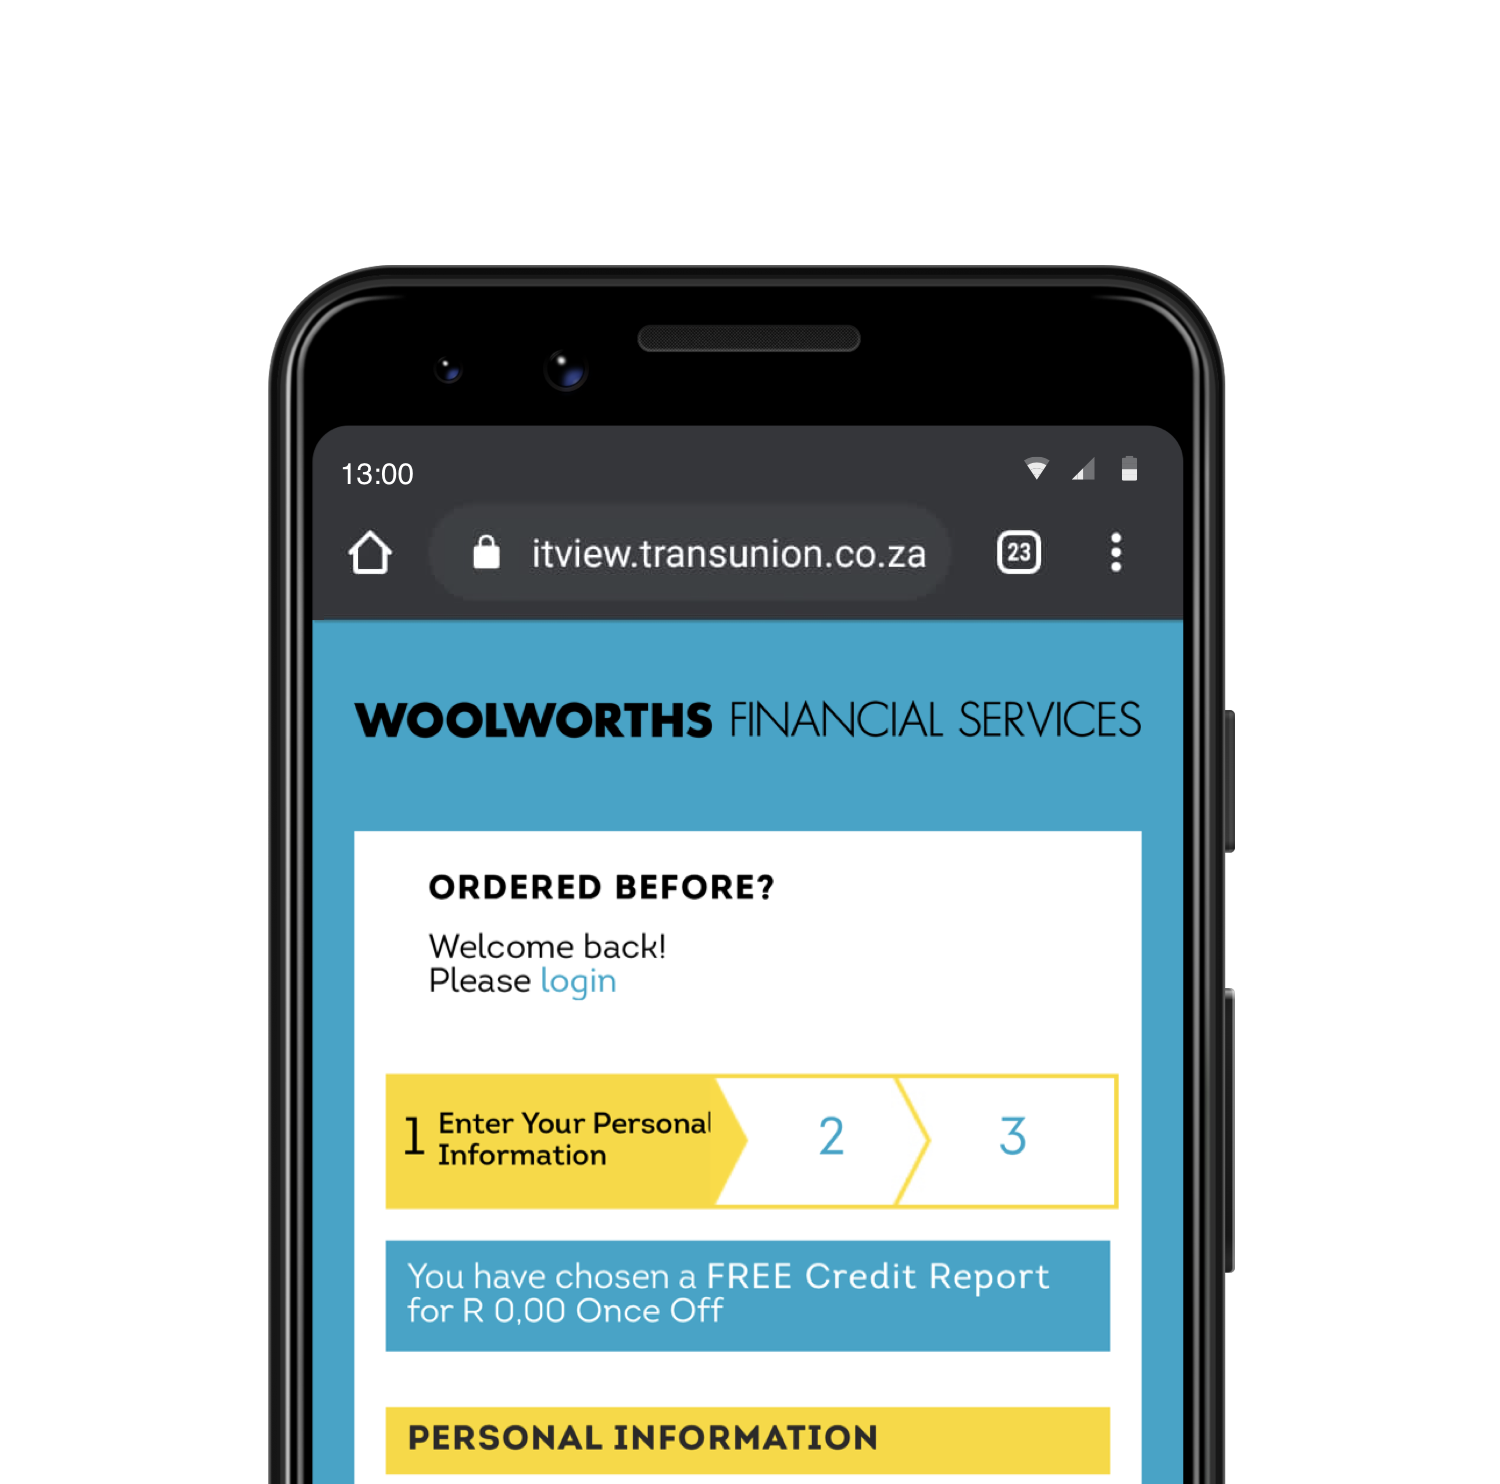 13:00
itview.transunion.co.za
23
WOOLWORTHS FINANCIAL SERVICES
ORDERED BEFORE?
Welcome back!
Please login
1 Enter Your Personal
Information
2
3
You have chosen a FREE Credit Report
for R 0,00 Once Off
PERSONAL INFORMATION